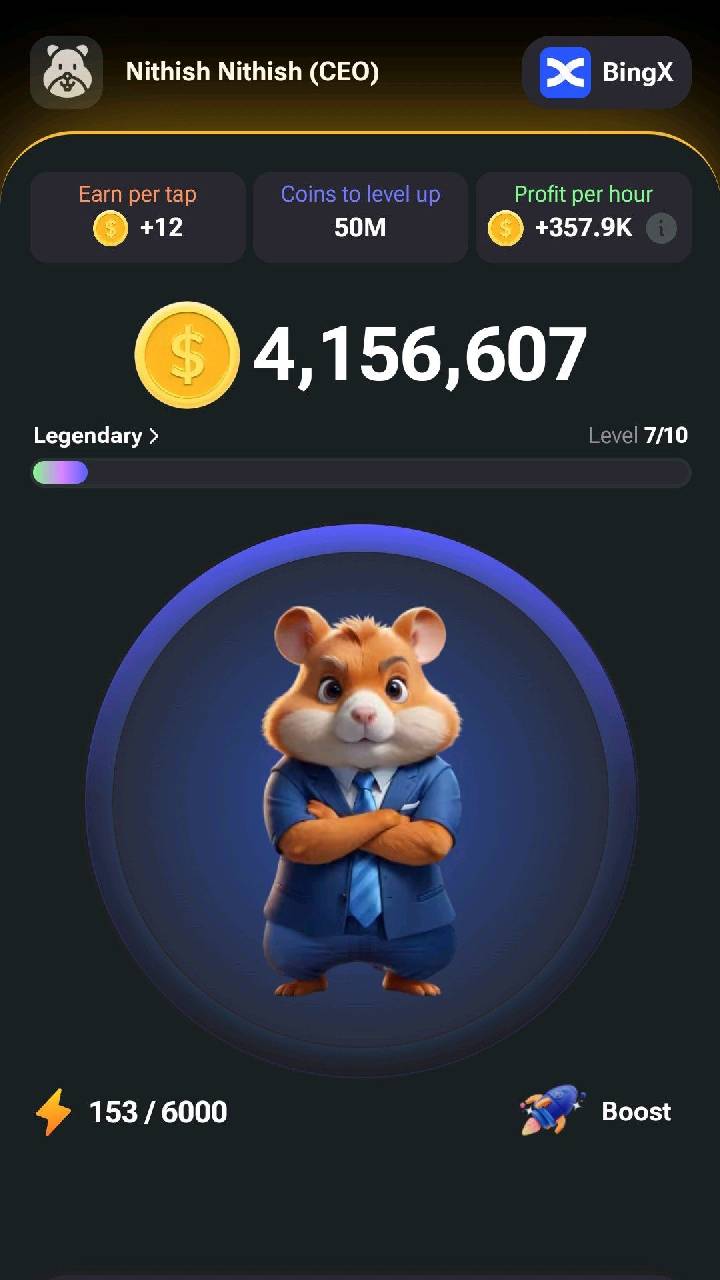 Nithish Nithish (CEO)
BingX
Earn per tap
+12
Coins to level up
50M
Profit per hour
+357.9K
4,156,607
Legendary >
Level 7/10
153 / 6000
Boost